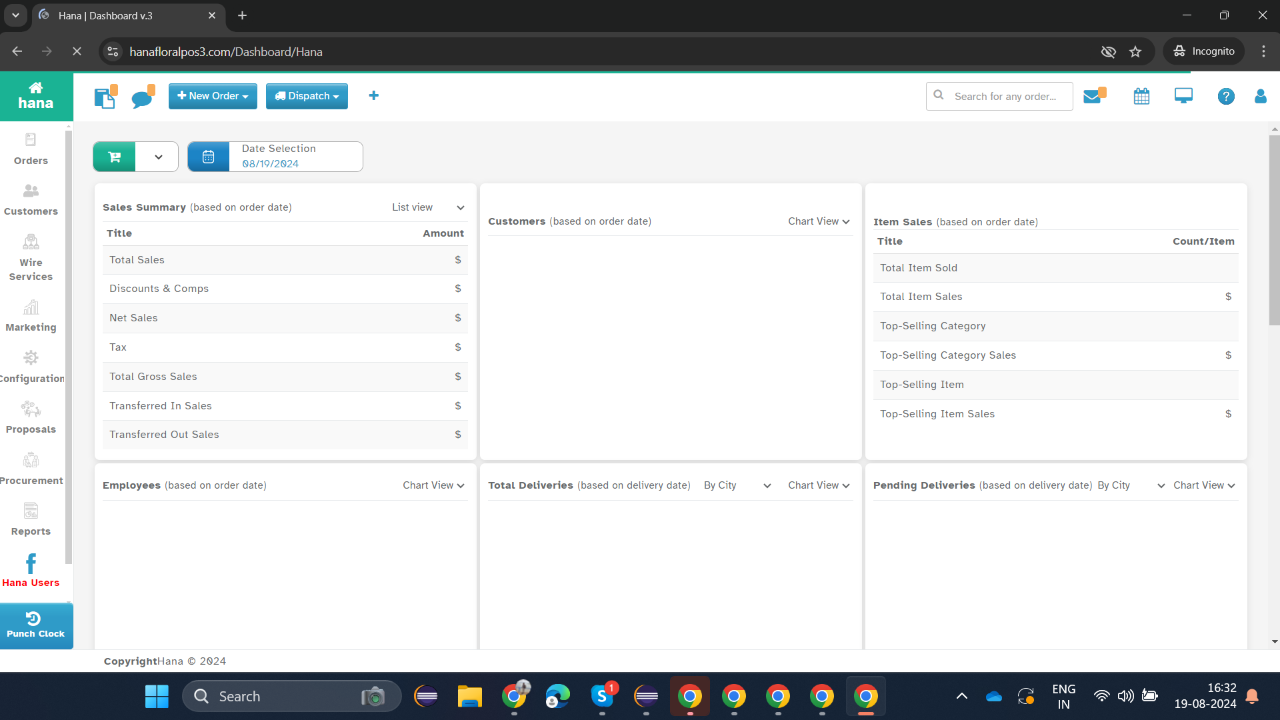 Hana | Dashboard v.3
hanafloralpos3.com/Dashboard/Hana
Incognito
hana
New Order
Dispatch
Search for any order...
Orders
Customers
Wire
Services
Marketing
Configuration
Proposals
Procurement
Reports
Hana Users
Punch Clock
Date Selection
08/19/2024
Sales Summary (based on order date) List view
Title Amount
Total Sales $
Discounts & Comps $
Net Sales $
Tax $
Total Gross Sales $
Transferred In Sales $
Transferred Out Sales $
Customers (based on order date) Chart View
Item Sales (based on order date)
Title Count/Item
Total Item Sold
Total Item Sales $
Top-Selling Category
Top-Selling Category Sales $
Top-Selling Item
Top-Selling Item Sales $
Employees (based on order date) Chart View
Total Deliveries (based on delivery date) By City Chart View
Pending Deliveries (based on delivery date) By City Chart View
CopyrightHana © 2024
Search
1
ENG
IN
16:32
19-08-2024